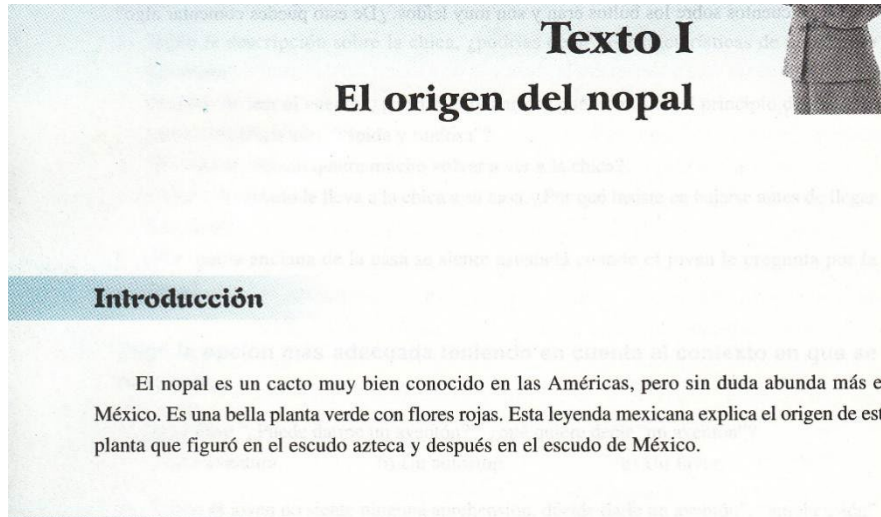 Texto I
El origen del nopal
Introducción
El nopal es un cacto muy bien conocido en las Américas, pero sin duda abunda más e
México. Es una bella planta verde con flores rojas. Esta leyenda mexicana explica el origen de est
planta que figuró en el escudo azteca y después en el escudo de México.